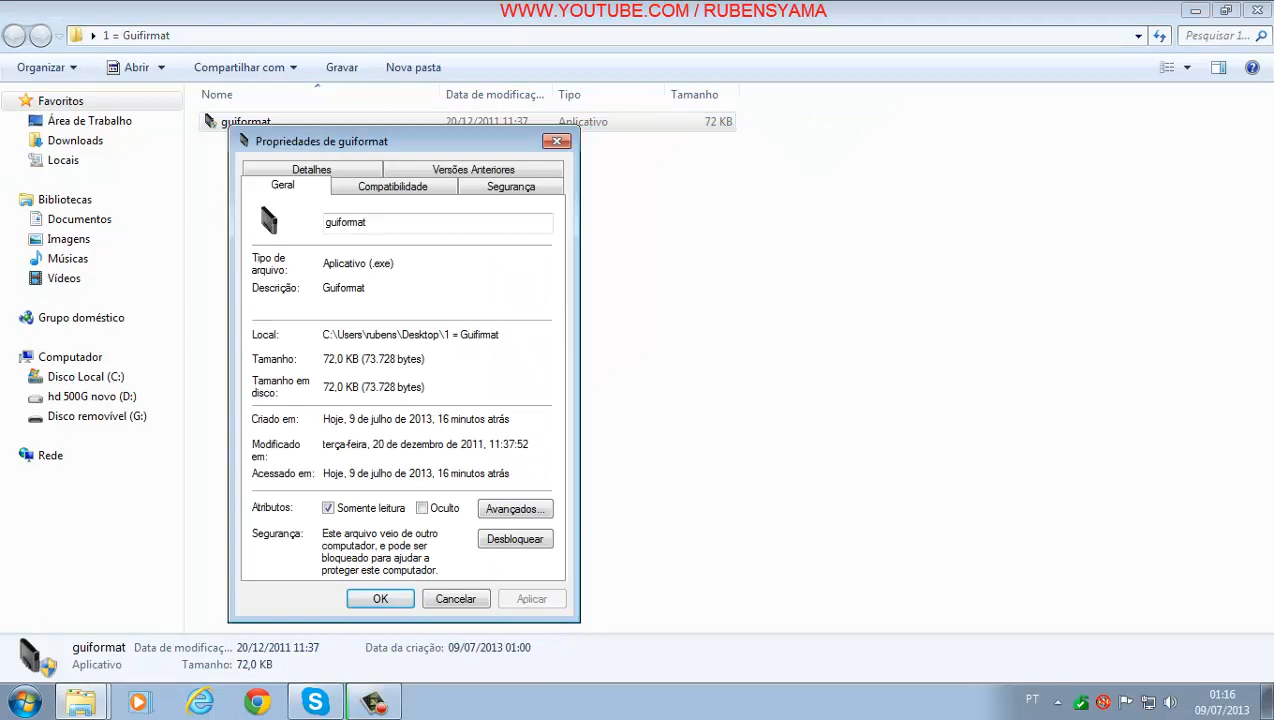 WWW.YOUTUBE.COM / RUBENSYAMA
1 = Guifirmat
Pesquisar 1...
Organizar
Abrir
Compartilhar com
Gravar
Nova pasta
Favoritos
Área de Trabalho
Downloads
Locais
Bibliotecas
Documentos
Imagens
Músicas
Vídeos
Grupo doméstico
Computador
Disco Local (C:)
hd 500G novo (D:)
Disco removível (G:)
Rede
Nome
Data de modificaç...
Tipo
Tamanho
guiformat
20/12/2011 11:37
Aplicativo
72 KB
Propriedades de guiformat
Detalhes
Versões Anteriores
Geral
Compatibilidade
Segurança
guiformat
Tipo de
arquivo:
Aplicativo (.exe)
Descrição:
Guiformat
Local:
C:\Users\rubens\Desktop\1 = Guifirmat
Tamanho:
72,0 KB (73.728 bytes)
Tamanho em
disco:
72,0 KB (73.728 bytes)
Criado em:
Hoje, 9 de julho de 2013, 16 minutos atrás
Modificado
em:
terça-feira, 20 de dezembro de 2011, 11:37:52
Acessado em:
Hoje, 9 de julho de 2013, 16 minutos atrás
Atributos:
Somente leitura
Oculto
Avançados...
Segurança:
Este arquivo veio de outro
computador, e pode ser
bloqueado para ajudar a
proteger este computador.
Desbloquear
OK
Cancelar
Aplicar
guiformat
Data de modificaç... 20/12/2011 11:37
Data da criação: 09/07/2013 01:00
Aplicativo
Tamanho: 72,0 KB
PT
01:16
09/07/2013